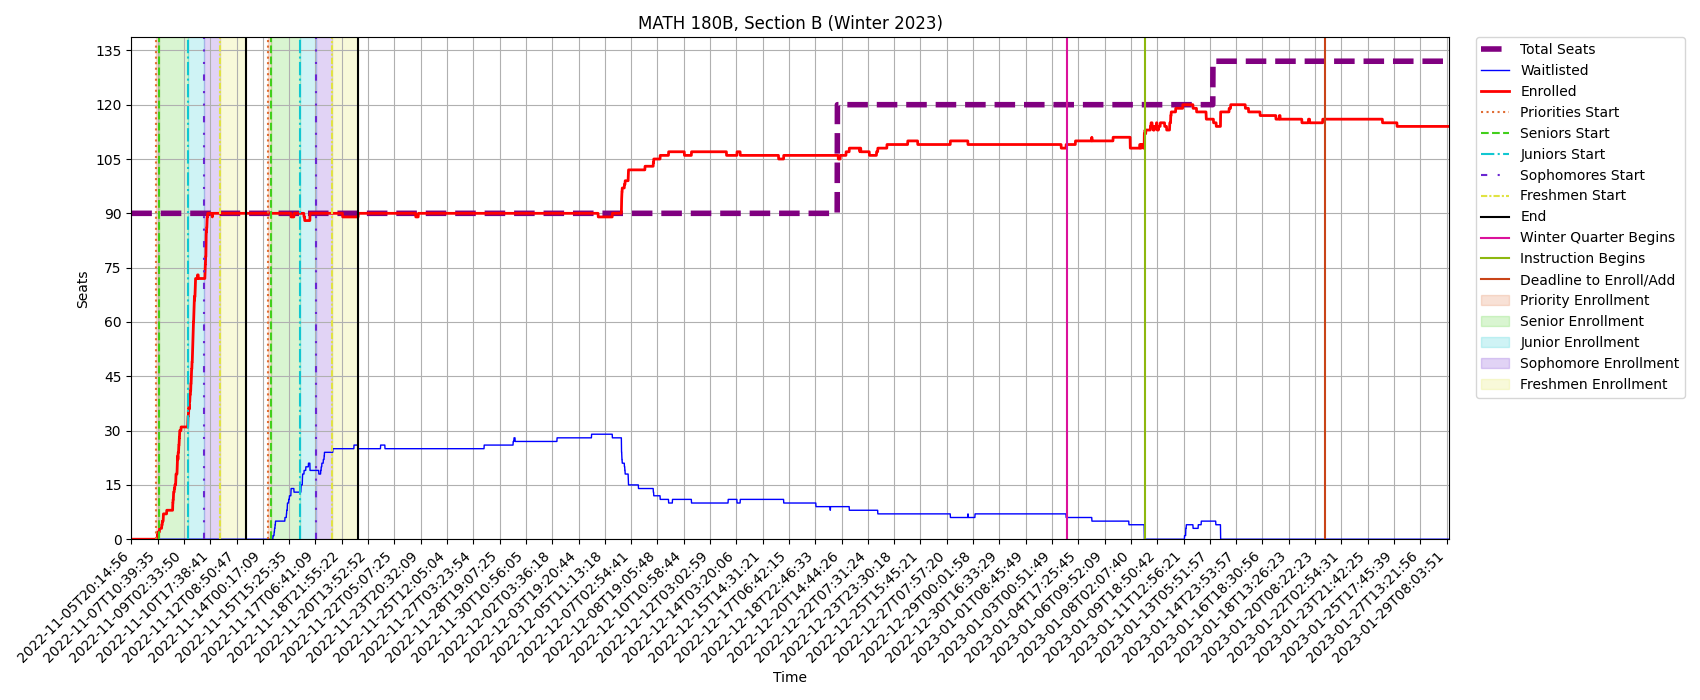 MATH 180B, Section B (Winter 2023)
Seats
135
120
105
90
75
60
45
30
15
0
2022-11-05T20:14:56
2022-11-07T10:39:35
2022-11-09T02:33:50
2022-11-10T17:38:41
2022-11-12T08:50:47
2022-11-14T00:17:09
2022-11-15T15:25:35
2022-11-17T06:41:09
2022-11-18T21:55:22
2022-11-20T13:52:52
2022-11-22T05:07:25
2022-11-23T20:32:09
2022-11-25T12:05:04
2022-11-27T03:23:54
2022-11-28T19:07:25
2022-11-30T10:56:05
2022-12-02T03:36:18
2022-12-03T19:20:44
2022-12-05T11:13:18
2022-12-07T02:54:41
2022-12-08T19:05:48
2022-12-10T10:58:44
2022-12-12T03:02:59
2022-12-14T03:20:06
2022-12-15T14:31:21
2022-12-17T06:42:15
2022-12-18T22:46:33
2022-12-20T14:44:26
2022-12-22T07:31:24
2022-12-23T23:30:18
2022-12-25T15:45:21
2022-12-27T07:57:20
2022-12-29T00:01:58
2022-12-30T16:33:29
2023-01-01T08:45:49
2023-01-03T00:51:49
2023-01-04T17:25:45
2023-01-06T09:52:09
2023-01-08T02:07:40
2023-01-09T18:50:42
2023-01-11T12:56:21
2023-01-13T05:51:57
2023-01-14T23:53:57
2023-01-16T18:30:56
2023-01-18T13:26:23
2023-01-20T08:22:23
2023-01-22T02:54:31
2023-01-23T21:42:25
2023-01-25T17:45:39
2023-01-27T13:21:56
2023-01-29T08:03:51
Time
Total Seats
Waitlisted
Enrolled
Priorities Start
Seniors Start
Juniors Start
Sophomores Start
Freshmen Start
End
Winter Quarter Begins
Instruction Begins
Deadline to Enroll/Add
Priority Enrollment
Senior Enrollment
Junior Enrollment
Sophomore Enrollment
Freshmen Enrollment